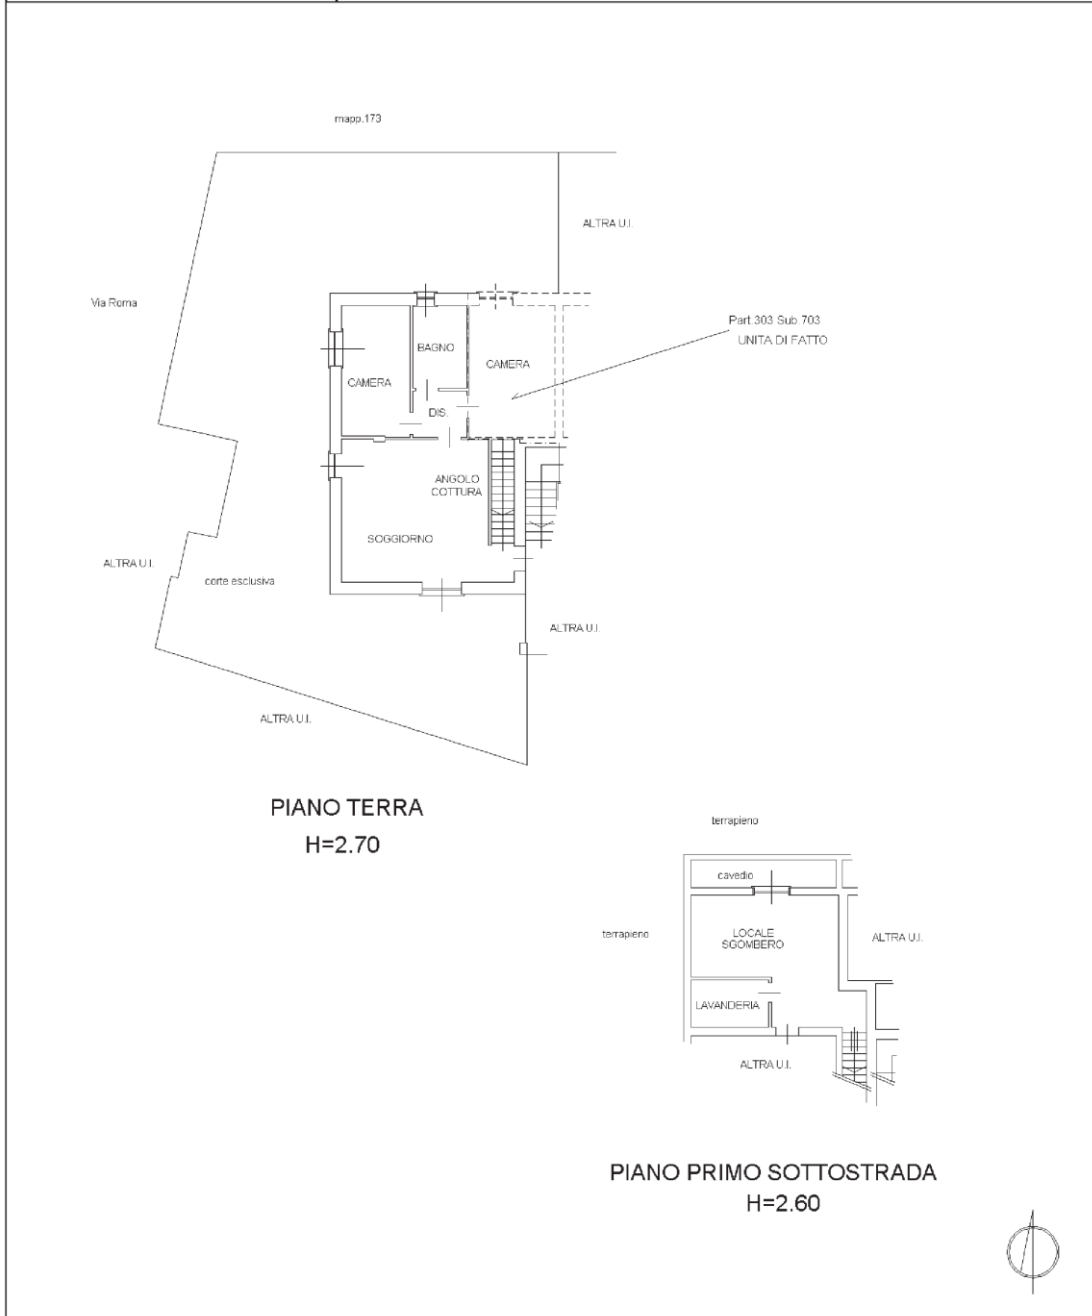 mapp.173
ALTRA U.I.
Via Roma
Part.303 Sub.703
UNITA DI FATTO
BAGNO
CAMERA
CAMERA
DIS.
ANGOLO
COTTURA
SOGGIORNO
ALTRA U.I.
corte esclusiva
ALTRA U.I.
ALTRA U.I.
PIANO TERRA
H=2.70
terrapieno
cavedio
terrapieno
LOCALE
SGOMBERO
ALTRA U.I.
LAVANDERIA
ALTRA U.I.
PIANO PRIMO SOTTOSTRADA
H=2.60